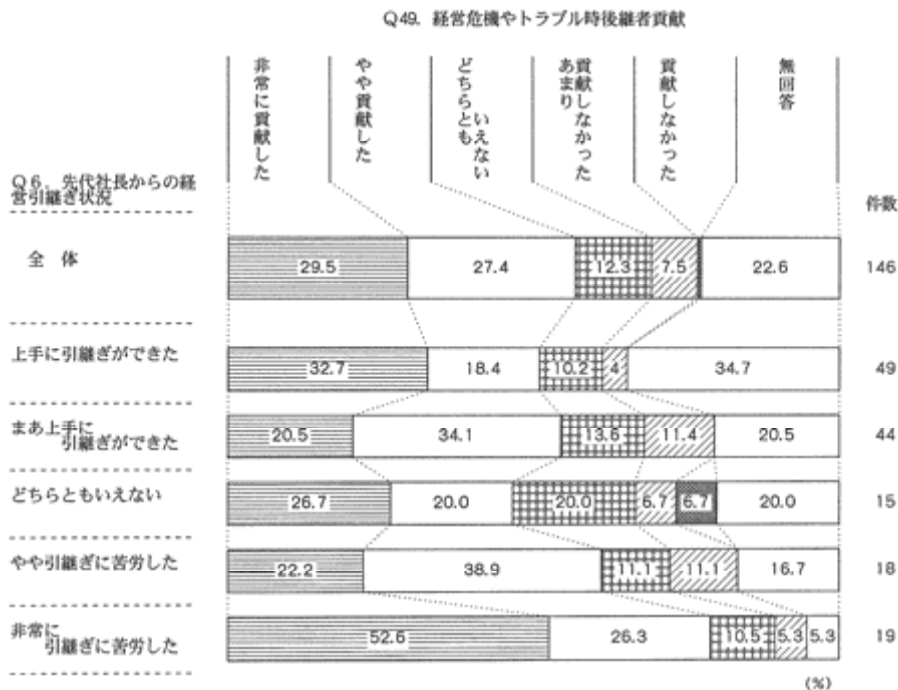 Q49. 経営危機やトラブル時後継者貢献
非常に貢献した
やや貢献した
どちらとも
いえない
あまり
貢献しなかった
貢献しなかった
無回答
Q6. 先代社長からの経
営引継ぎ状況
件数
全 体
29.5 27.4 12.3 7.5 22.6 146
上手に引継ぎができた
32.7 18.4 10.2 4 34.7 49
まあ上手に
引継ぎができた
20.5 34.1 13.6 11.4 20.5 44
どちらともいえない
26.7 20.0 20.0 6.7 6.7 20.0 15
やや引継ぎに苦労した
22.2 38.9 11.1 11.1 16.7 18
非常に
引継ぎに苦労した
52.6 26.3 10.5 5.3 5.3 19
(%)